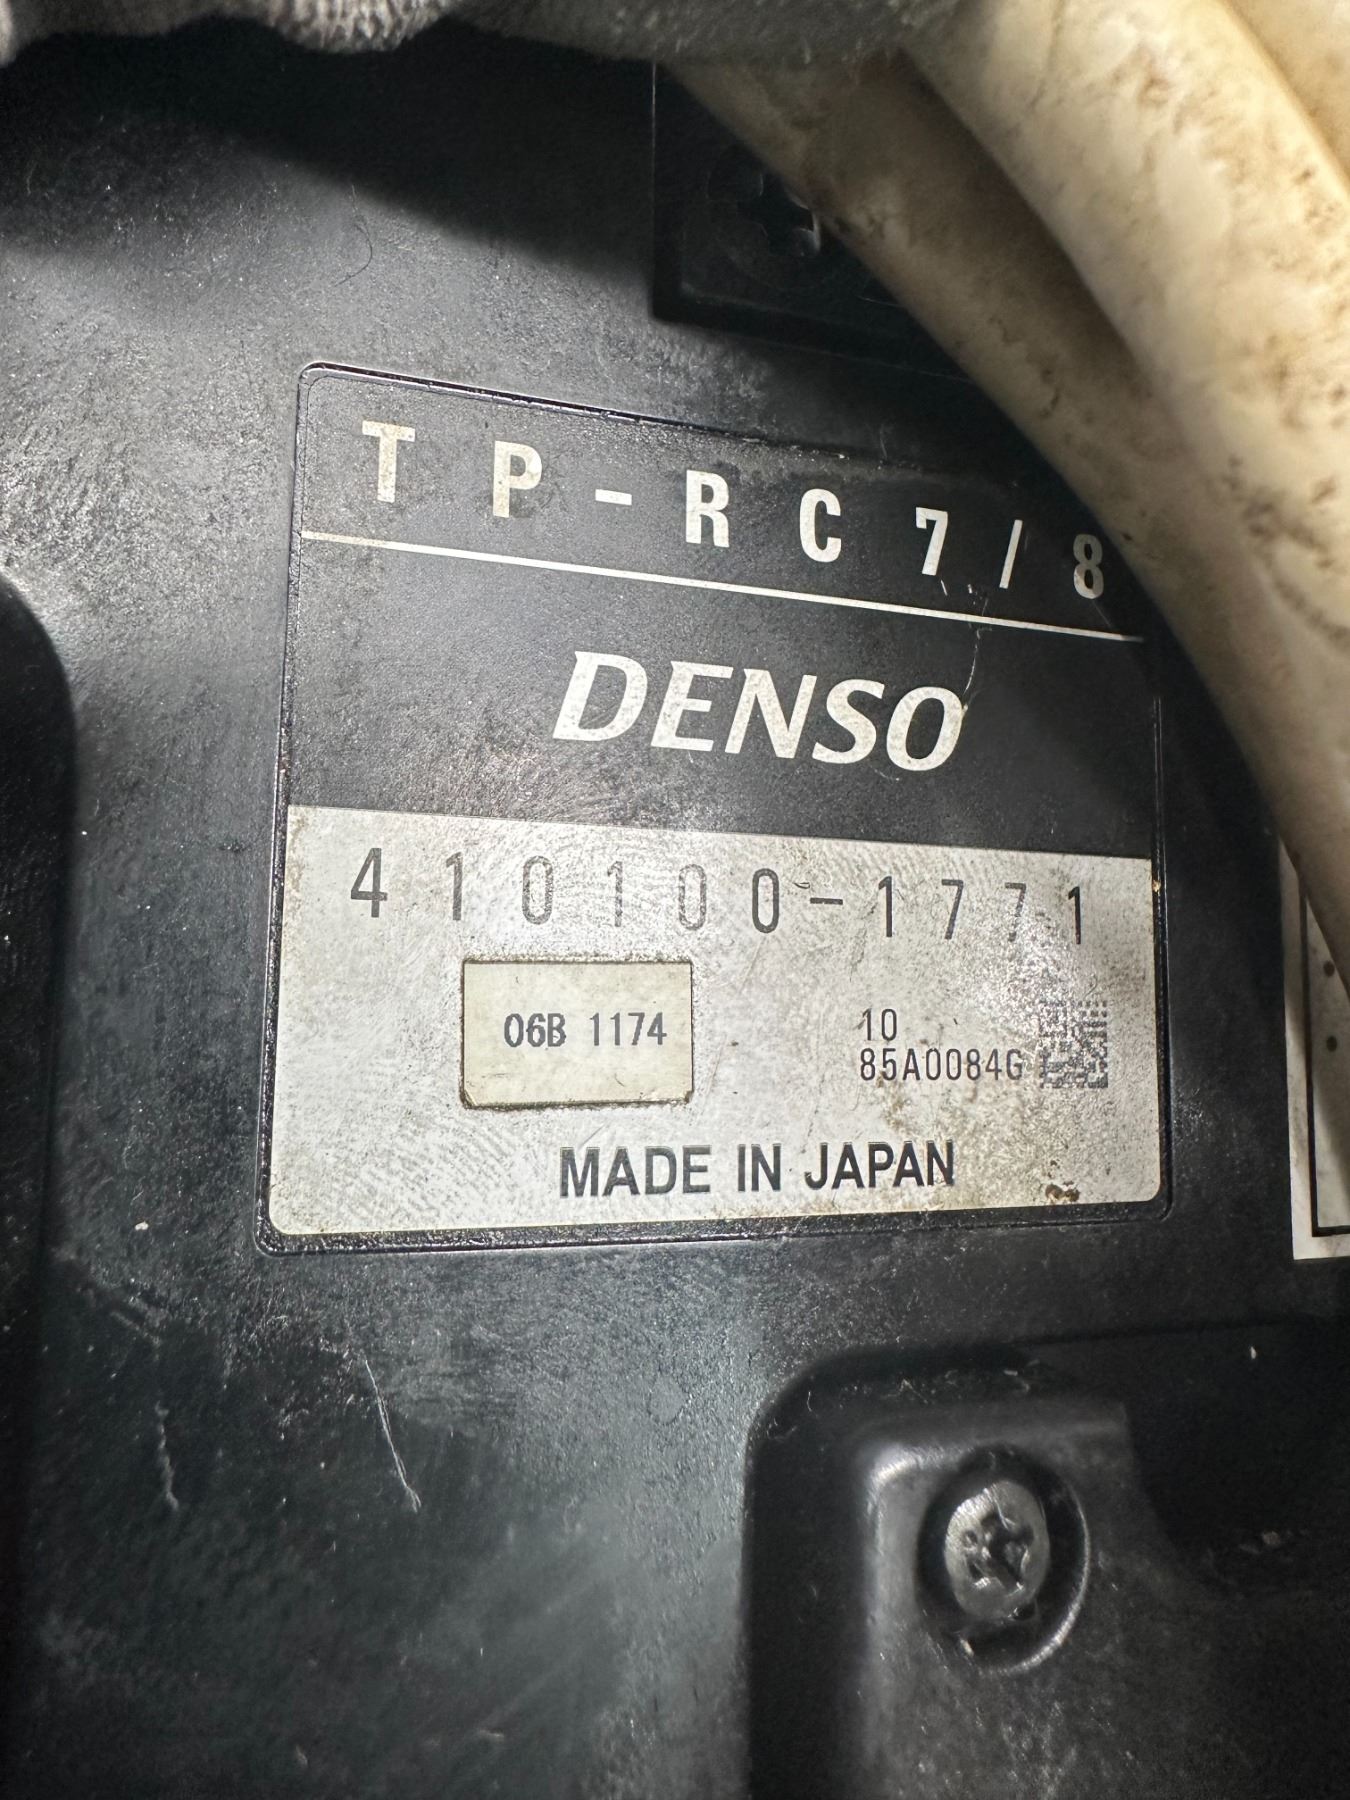 TP-RC7/8
DENSO
410100-1771
06B 1174
10
85A0084G
MADE IN JAPAN